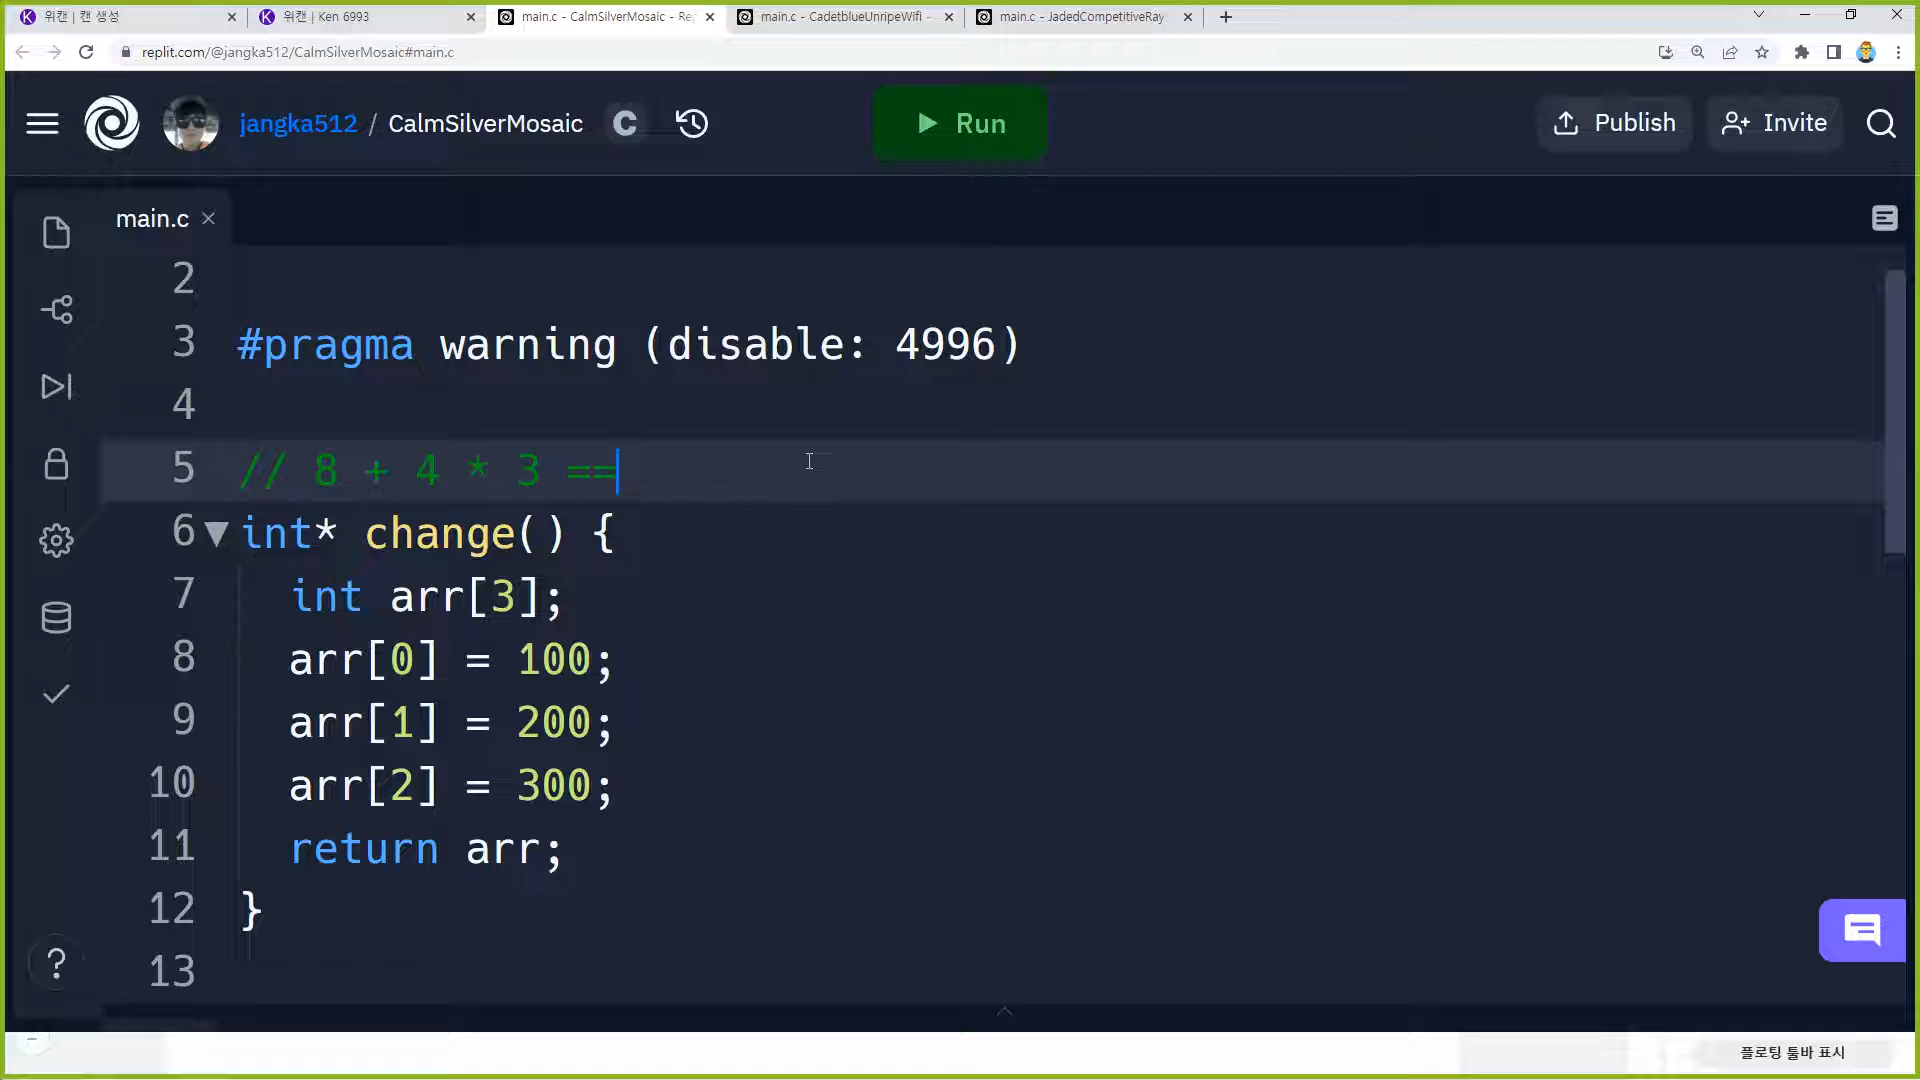 위캔 | 캔 생성
위캔 | Ken 6993
main.c - CalmSilverMosaic - Re
main.c - CadetblueUnripeWifi -
main.c - JadedCompetitiveRay
replit.com/@jangka512/CalmSilverMosaic#main.c
jangka512 / CalmSilverMosaic C
Run
Publish
Invite
main.c
2
3 #pragma warning (disable: 4996)
4
5 // 8 + 4 * 3 ==
6 int* change() {
7 int arr[3];
8 arr[0] = 100;
9 arr[1] = 200;
10 arr[2] = 300;
11 return arr;
12 }
13
플로팅 툴바 표시